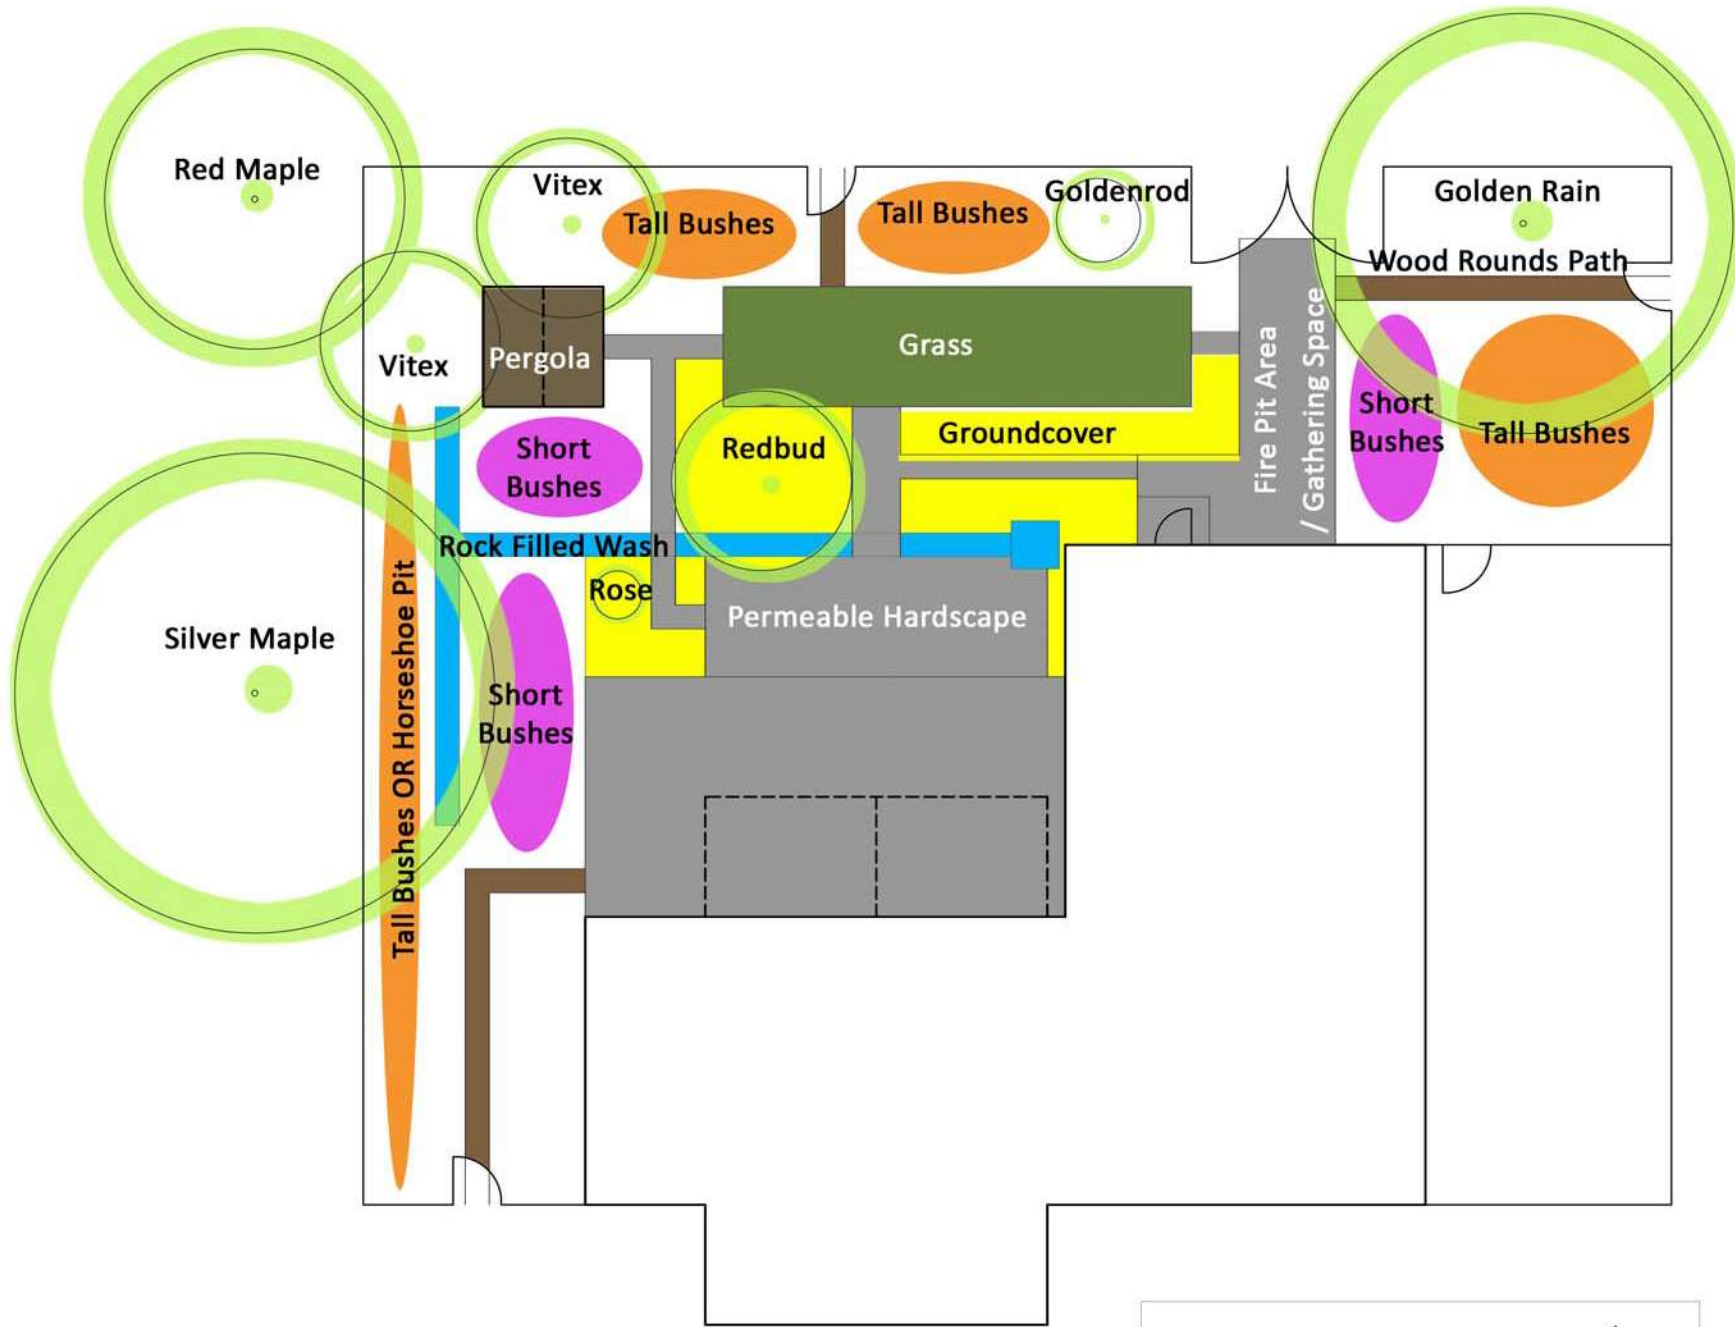 Red Maple
Vitex
Tall Bushes
Tall Bushes
Goldenrod
Golden Rain
Wood Rounds Path
Vitex
Pergola
Grass
Fire Pit Area
/ Gathering Space
Short
Bushes
Tall Bushes
Short
Bushes
Redbud
Groundcover
Rock Filled Wash
Rose
Permeable Hardscape
Silver Maple
Tall Bushes OR Horseshoe Pit
Short
Bushes